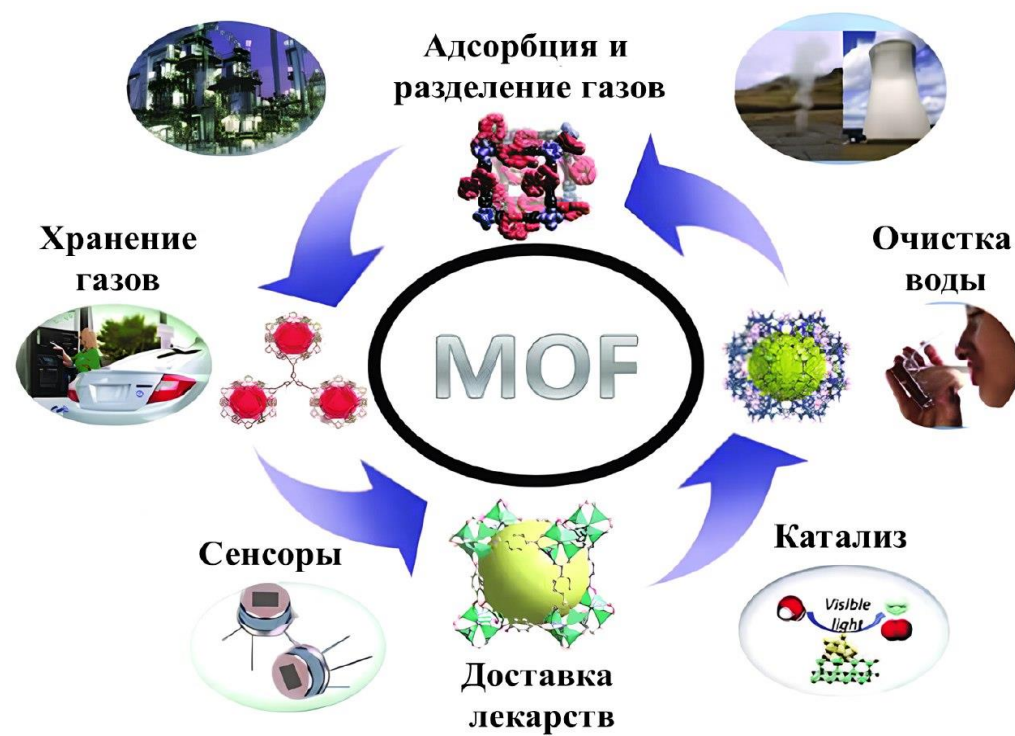 Адсорбция и
разделение газов
Хранение
газов
Очистка
воды
MOF
Сенсоры
Катализ
Visible
light
Доставка
лекарств